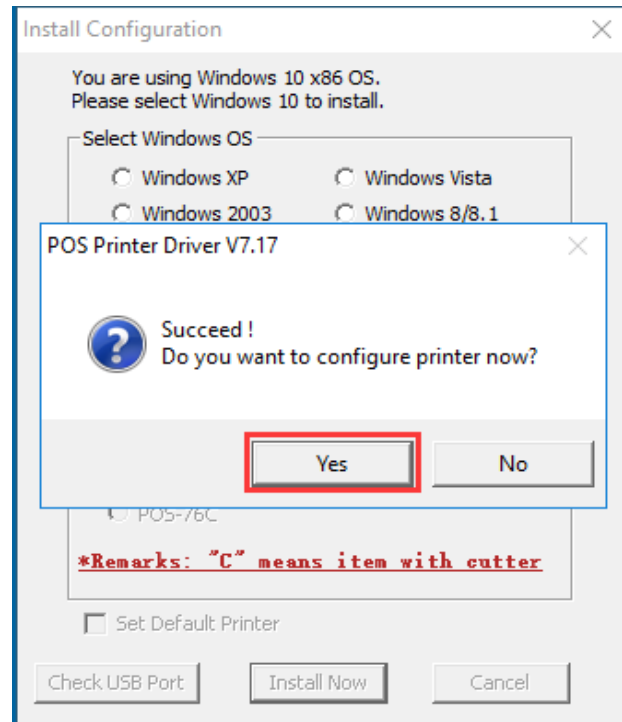 Install Configuration
You are using Windows 10 x86 OS.
Please select Windows 10 to install.
Select Windows OS
Windows XP Windows Vista
Windows 2003 Windows 8/8.1
POS Printer Driver V7.17
Succeed !
Do you want to configure printer now?
Yes No
POS-76C
*Remarks: "C" means item with cutter
Set Default Printer
Check USB Port Install Now Cancel